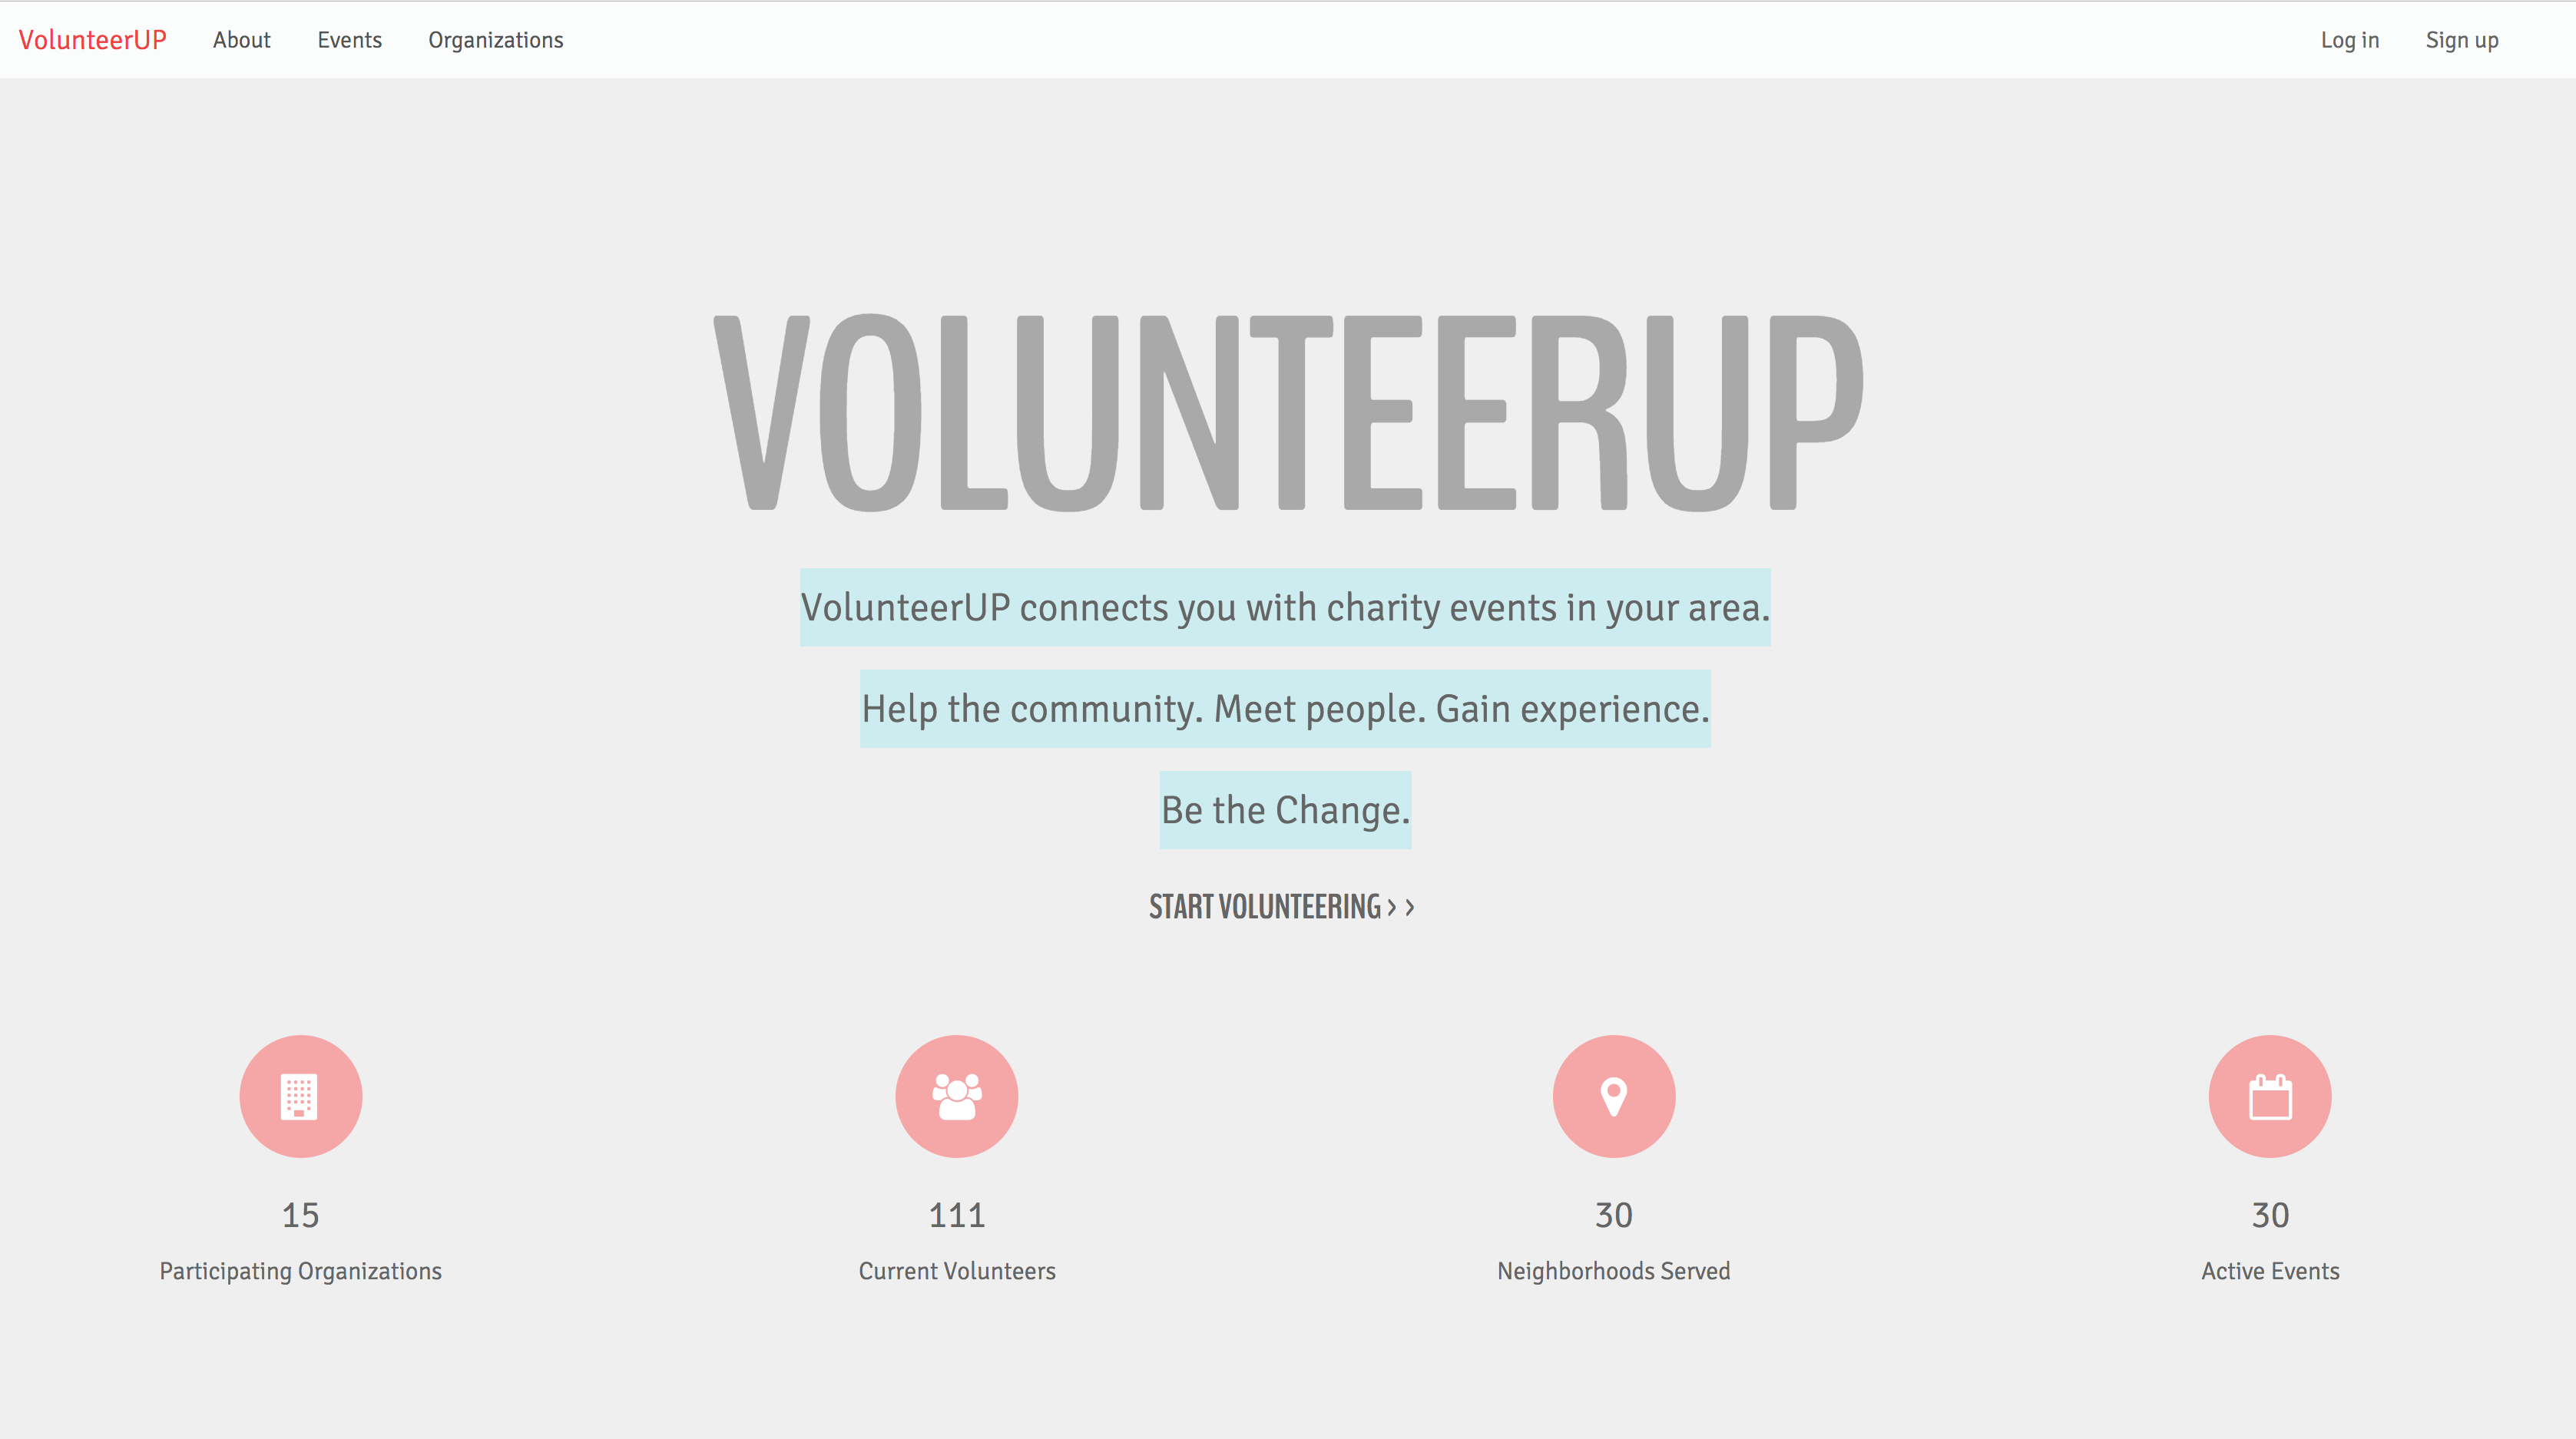 VolunteerUP About Events Organizations Log in Sign up
VOLUNTEERUP
VolunteerUP connects you with charity events in your area.
Help the community. Meet people. Gain experience.
Be the Change.
START VOLUNTEERING > >
15 111 30 30
Participating Organizations Current Volunteers Neighborhoods Served Active Events